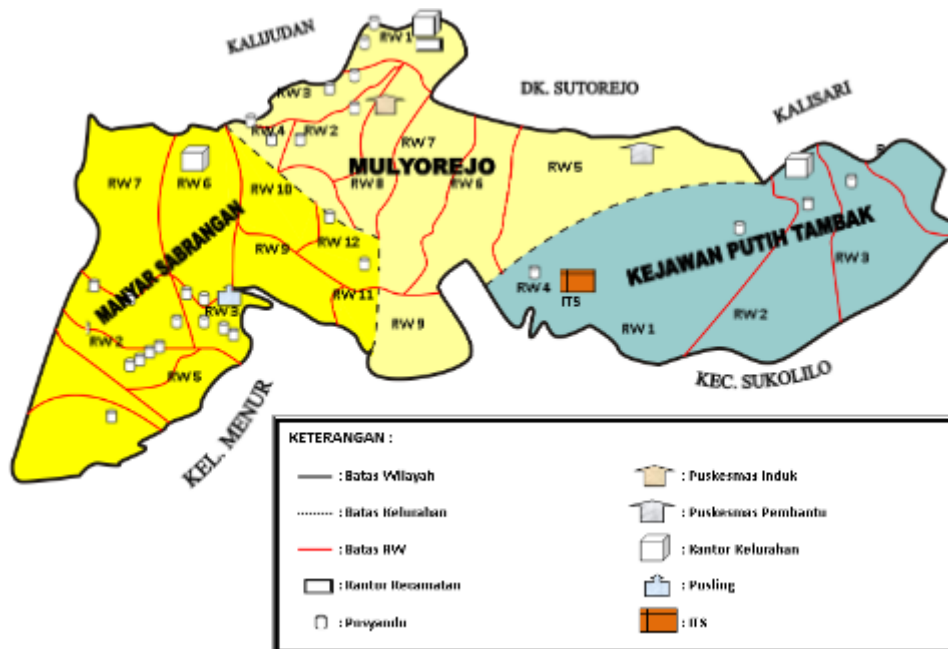 KALIJUDAN
RW 1
DK. SUTOREJO
KALISARI
RW 3
RW 4
RW 2
RW 7
RW 5
MULYOREJO
RW 8
RW 6
RW 7
RW 6
RW 10
RW 9
RW 12
RW 11
RW 9
MANYAR SABRANGAN
RW 3
RW 2
RW 5
KEJAWAN PUTIH TAMBAK
RW 4
ITS
RW 3
RW 2
RW 1
KEC. SUKOLILO
KEL. MENUR
KETERANGAN :
: Batas Wilayah
: Batas Kelurahan
: Batas RW
: Kantor Kecamatan
: Posyandu
: Puskesmas Induk
: Puskesmas Pembantu
: Kantor Kelurahan
: Pusling
: ITS